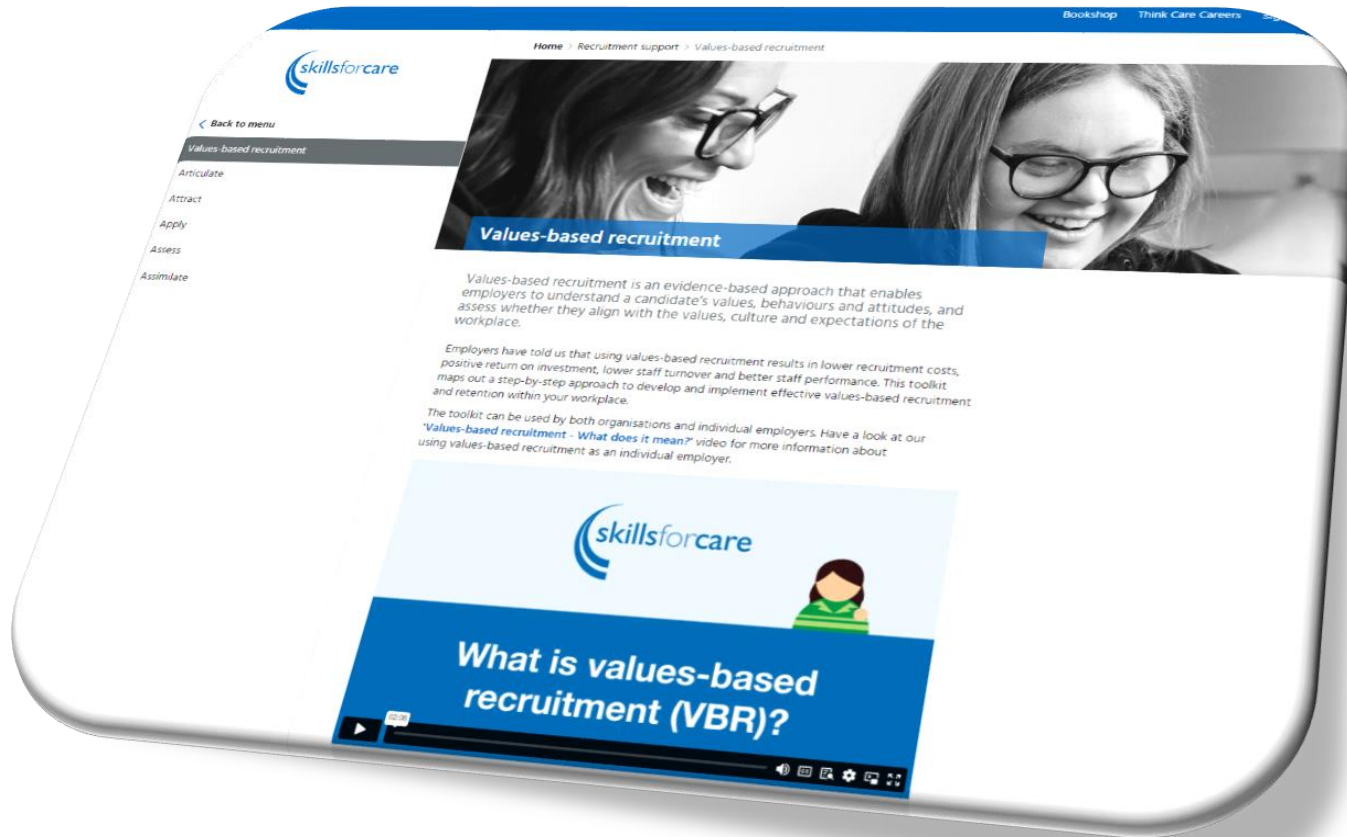 Bookshop Think Care Careers
Home > Recruitment support > Values-based recruitment
skillsforcare
Back to menu
Values-based recruitment
Articulate
Attract
Apply
Assess
Assimilate
Values-based recruitment
Values-based recruitment is an evidence-based approach that enables
employers to understand a candidate's values, behaviours and attitudes, and
assess whether they align with the values, culture and expectations of the
workplace.
Employers have told us that using values-based recruitment results in lower recruitment costs,
positive return on investment, lower staff turnover and better staff performance. This toolkit
maps out a step-by-step approach to develop and implement effective values-based recruitment
and retention within your workplace.
The toolkit can be used by both organisations and individual employers. Have a look at our
'Values-based recruitment - What does it mean?' video for more information about
using values-based recruitment as an individual employer.
skillsforcare
What is values-based
recruitment (VBR)?
02:06